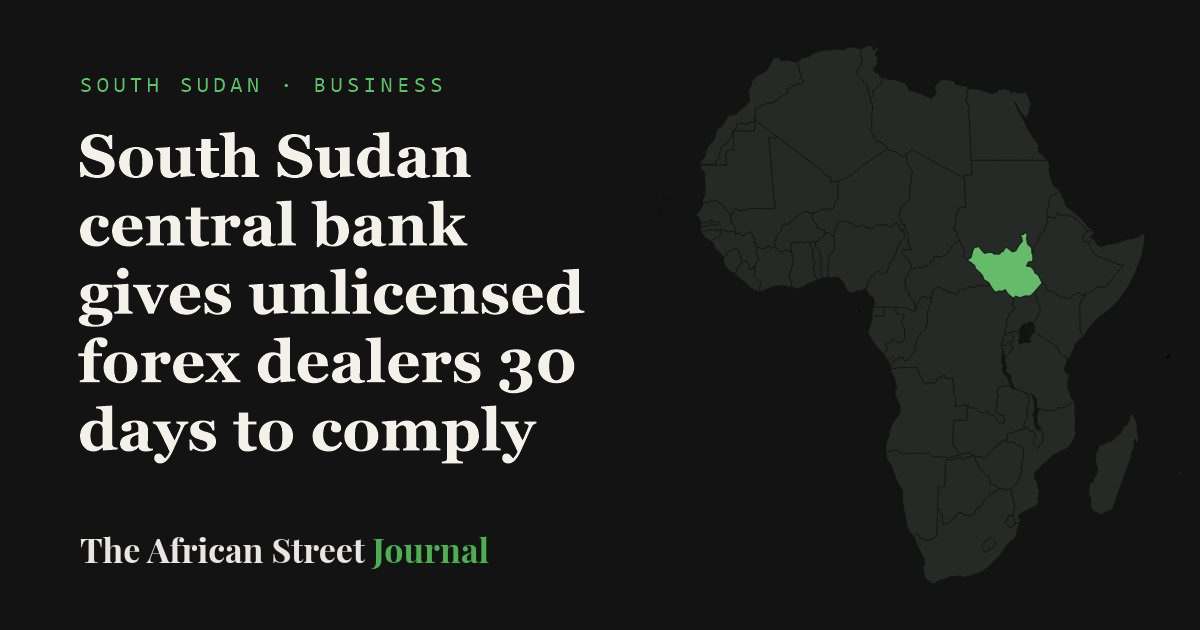 SOUTH SUDAN · BUSINESS
South Sudan
central bank
gives unlicensed
forex dealers 30
days to comply
The African Street Journal